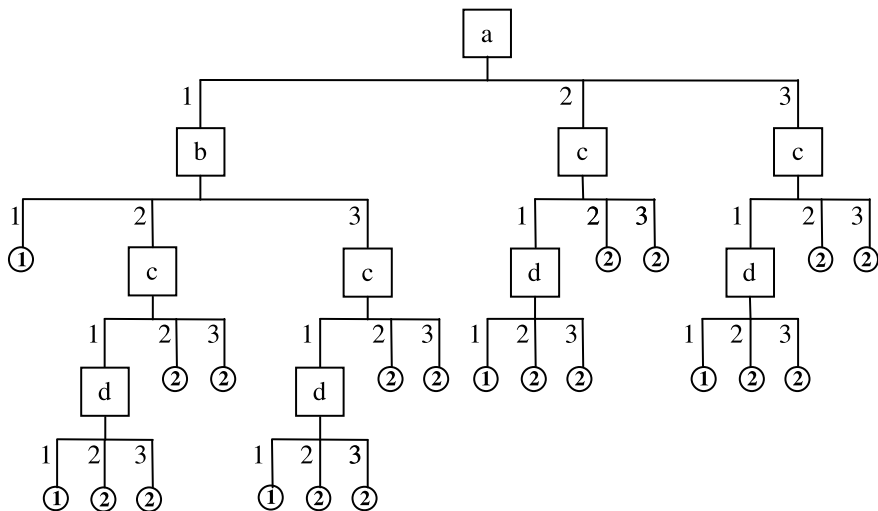 a
1 2 3
b c c
1 2 3 1 2 3 1 2 3
1 c c d 2 2 d 2 2
1 2 3 1 2 3 1 2 3 1 2 3
d 2 2 d 2 2 1 2 2 1 2 2
1 2 3 1 2 3
1 2 2 1 2 2